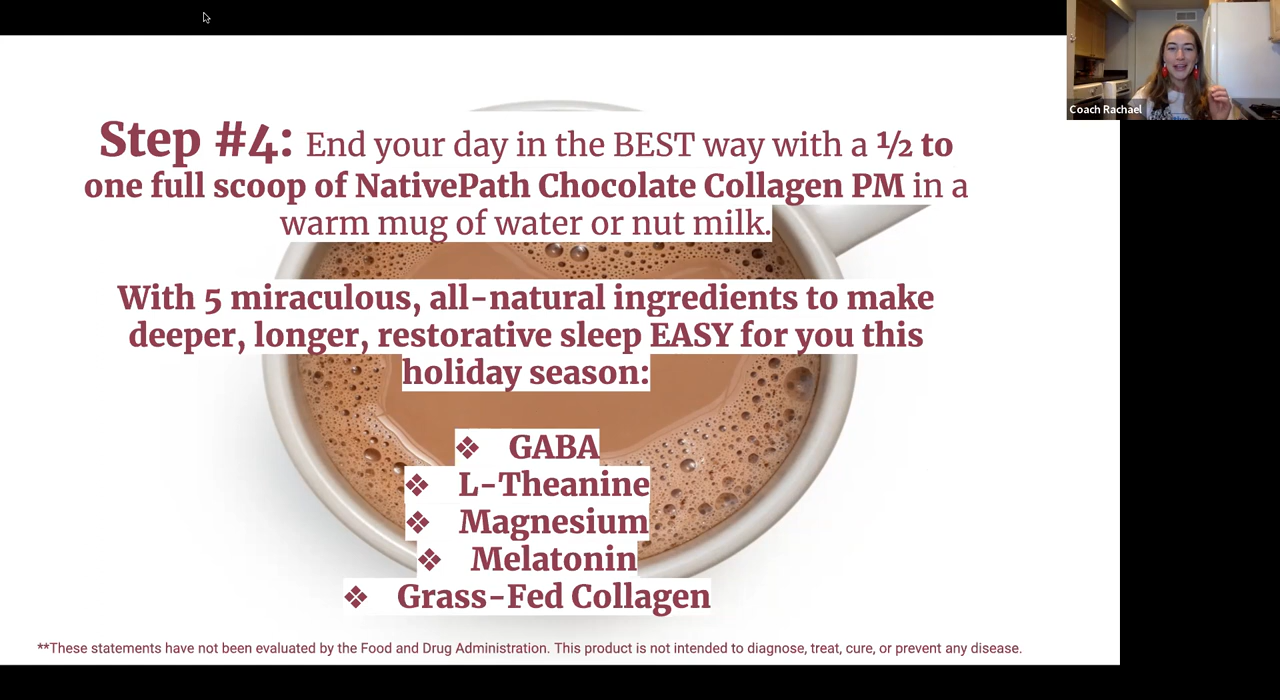 Coach Rachael
Step #4: End your day in the BEST way with a ½ to
one full scoop of NativePath Chocolate Collagen PM in a
warm mug of water or nut milk.
With 5 miraculous, all-natural ingredients to make
deeper, longer, restorative sleep EASY for you this
holiday season:
❖ GABA
❖ L-Theanine
❖ Magnesium
❖ Melatonin
❖ Grass-Fed Collagen
**These statements have not been evaluated by the Food and Drug Administration. This product is not intended to diagnose, treat, cure, or prevent any disease.